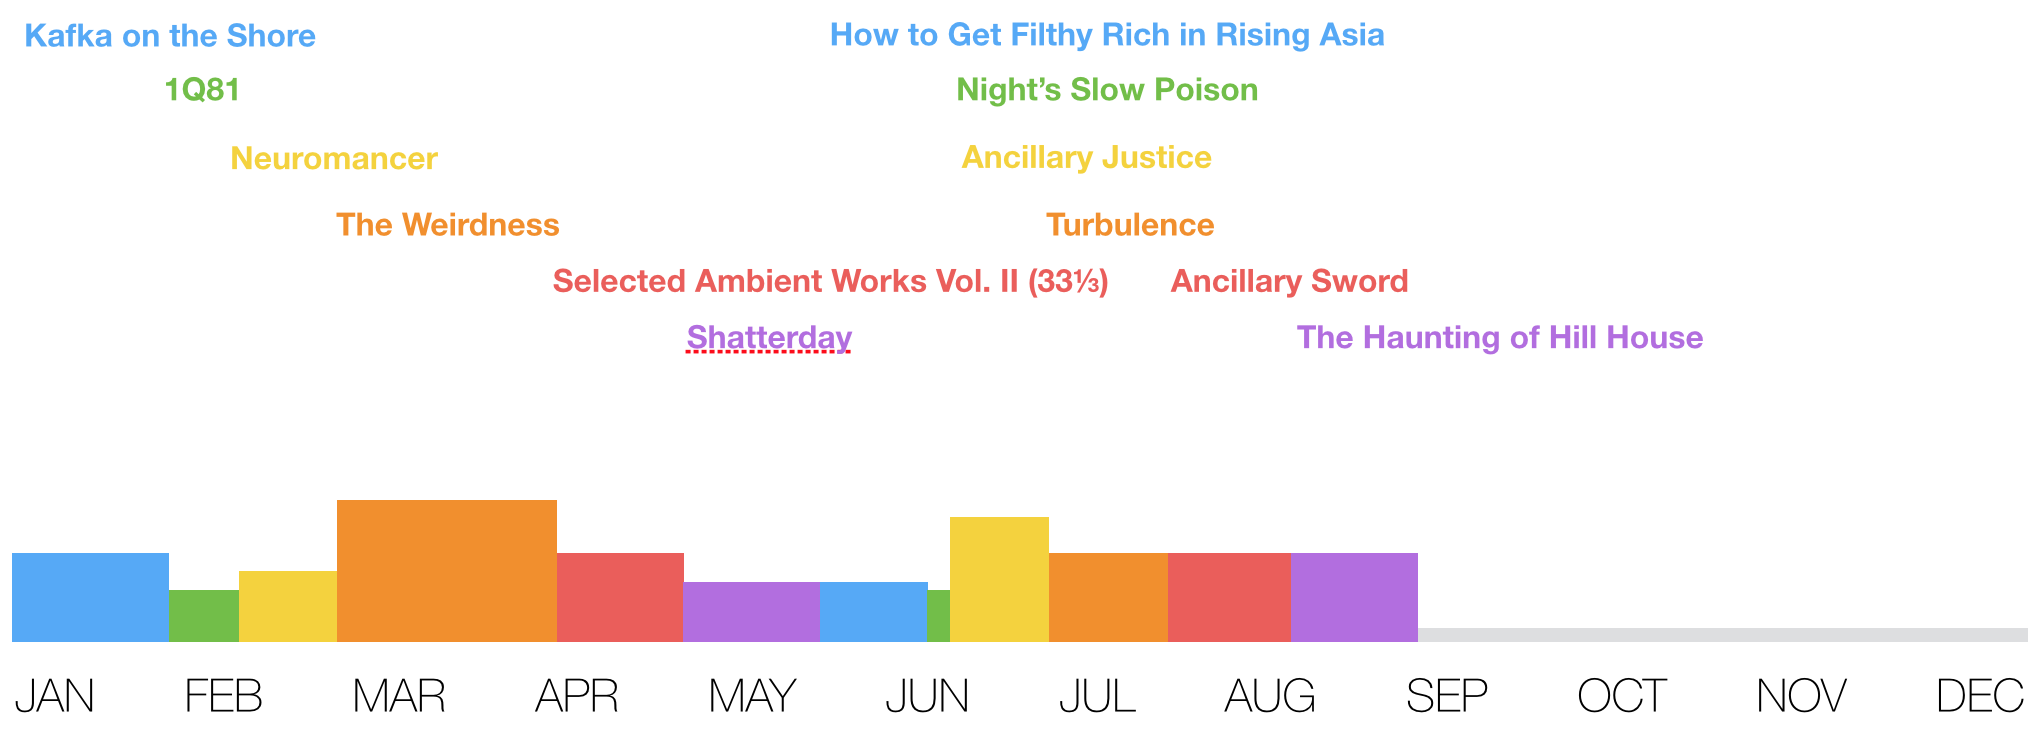 Kafka on the Shore
How to Get Filthy Rich in Rising Asia
1Q81
Night’s Slow Poison
Neuromancer
Ancillary Justice
The Weirdness
Turbulence
Selected Ambient Works Vol. II (33⅓)
Ancillary Sword
Shatterday
The Haunting of Hill House
JAN FEB MAR APR MAY JUN JUL AUG SEP OCT NOV DEC